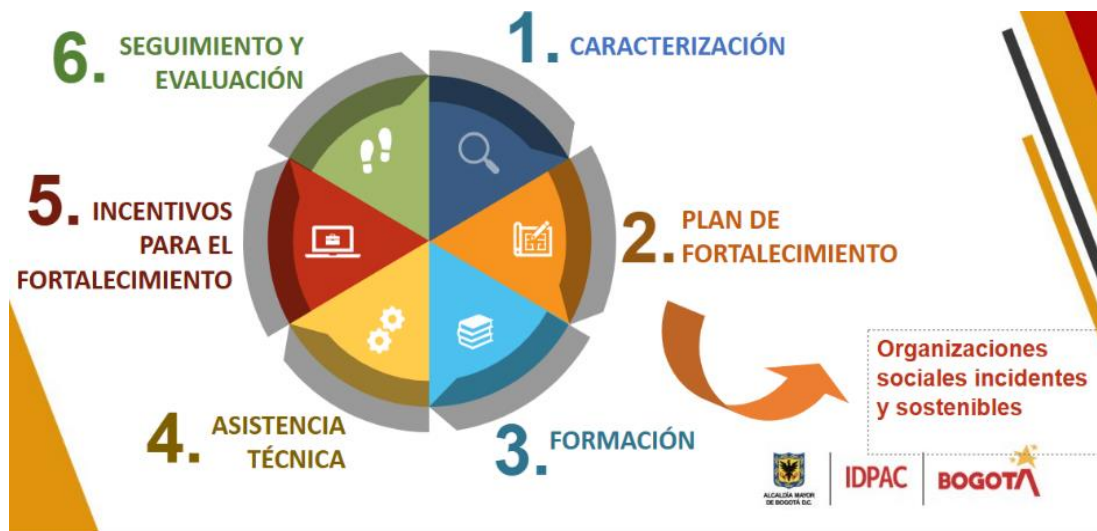 1. CARACTERIZACIÓN
2. PLAN DE
FORTALECIMIENTO
3. FORMACIÓN
4. ASISTENCIA
TÉCNICA
5. INCENTIVOS
PARA EL
FORTALECIMIENTO
6. SEGUIMIENTO Y
EVALUACIÓN
Organizaciones
sociales incidentes
y sostenibles
ALCALDÍA MAYOR
DE BOGOTÁ D.C.
IDPAC
BOGOTÁ